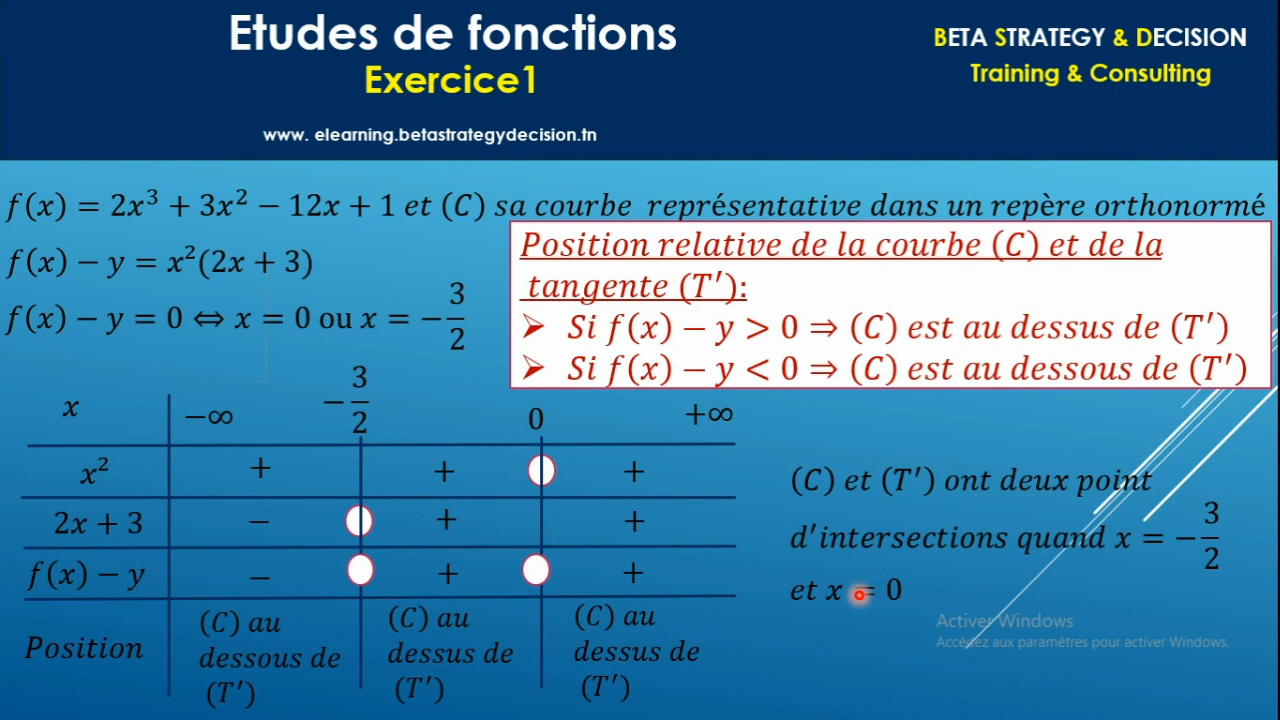 Etudes de fonctions
Exercice1
www. elearning.betastrategydecision.tn
BETA STRATEGY & DECISION
Training & Consulting
f(x) = 2x³ + 3x² − 12x + 1 et (C) sa courbe représentative dans un repère orthonormé
f(x) − y = x²(2x + 3)
f(x) − y = 0 ⇔ x = 0 ou x = −3/2
Position relative de la courbe (C) et de la
tangente (T′):
➢ Si f(x) − y > 0 ⇒ (C) est au dessus de (T′)
➢ Si f(x) − y < 0 ⇒ (C) est au dessous de (T′)
x −∞ −3/2 0 +∞
x² + + +
2x + 3 − + +
f(x) − y − + +
Position
(C) au
dessous de
(T′)
(C) au
dessus de
(T′)
(C) au
dessus de
(T′)
(C) et (T′) ont deux point
d′intersections quand x = −3/2
et x = 0
Activer Windows
Accédez aux paramètres pour activer Windows.